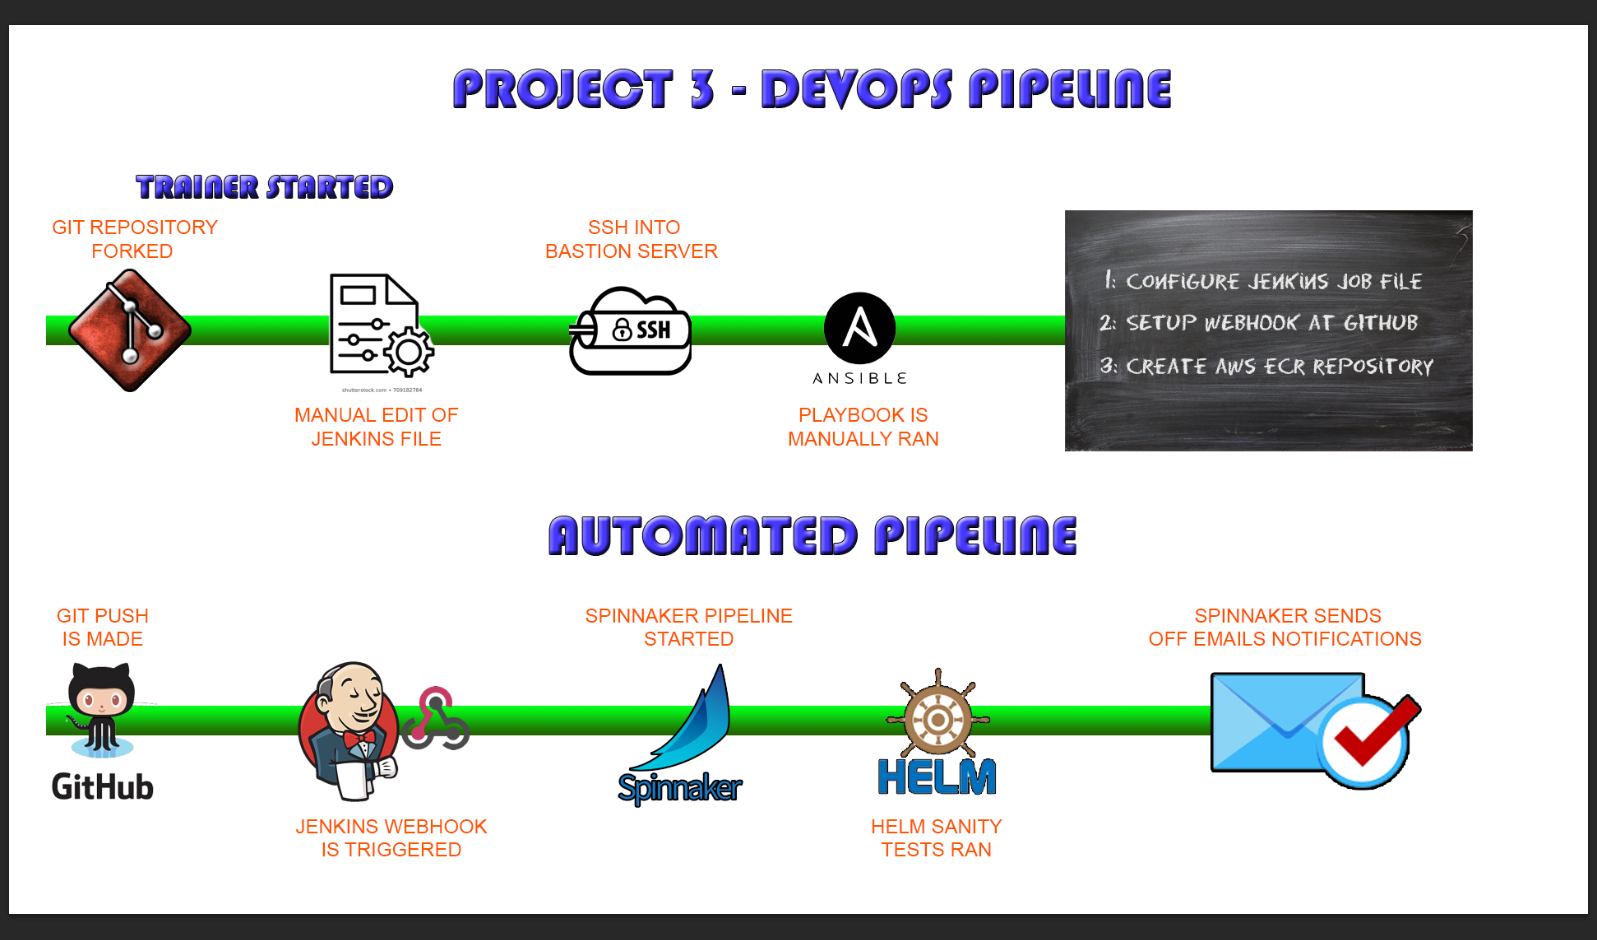 PROJECT 3 - DEVOPS PIPELINE
TRAINER STARTED
GIT REPOSITORY
FORKED
SSH INTO
BASTION SERVER
SSH
ANSIBLE
shutterstock.com • 709182784
MANUAL EDIT OF
JENKINS FILE
PLAYBOOK IS
MANUALLY RAN
1: CONFIGURE JENKINS JOB FILE
2: SETUP WEBHOOK AT GITHUB
3: CREATE AWS ECR REPOSITORY
AUTOMATED PIPELINE
GIT PUSH
IS MADE
SPINNAKER PIPELINE
STARTED
SPINNAKER SENDS
OFF EMAILS NOTIFICATIONS
GitHub
Spinnaker
HELM
JENKINS WEBHOOK
IS TRIGGERED
HELM SANITY
TESTS RAN